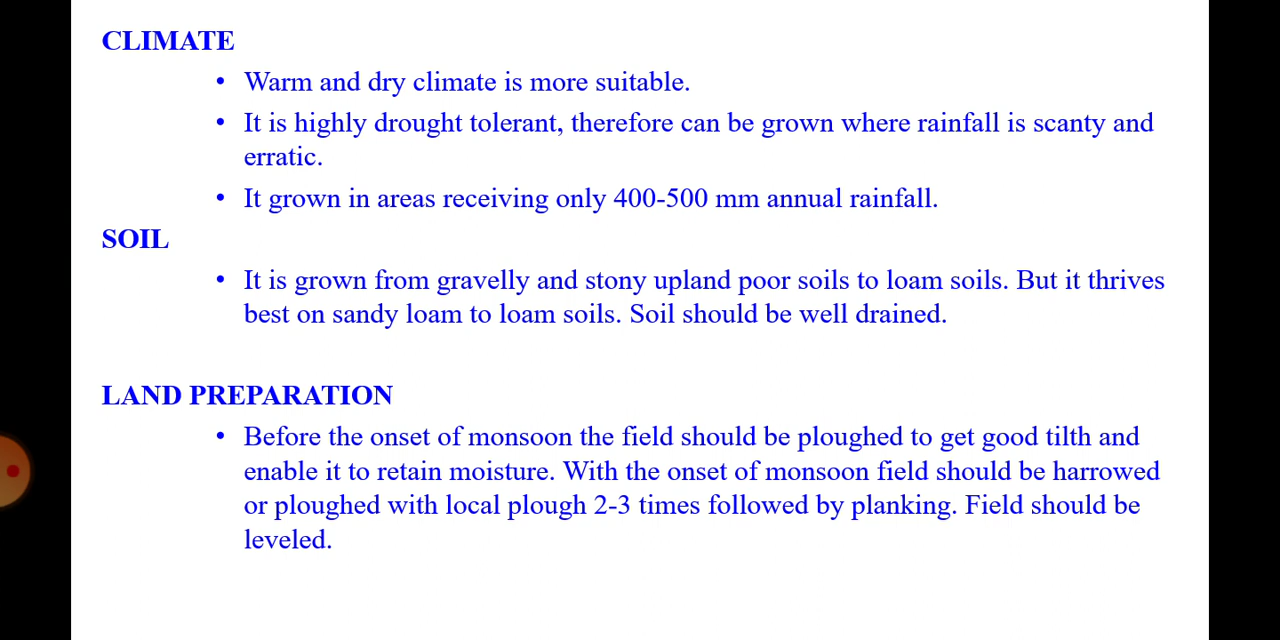 CLIMATE
• Warm and dry climate is more suitable.
• It is highly drought tolerant, therefore can be grown where rainfall is scanty and
erratic.
• It grown in areas receiving only 400-500 mm annual rainfall.
SOIL
• It is grown from gravelly and stony upland poor soils to loam soils. But it thrives
best on sandy loam to loam soils. Soil should be well drained.
LAND PREPARATION
• Before the onset of monsoon the field should be ploughed to get good tilth and
enable it to retain moisture. With the onset of monsoon field should be harrowed
or ploughed with local plough 2-3 times followed by planking. Field should be
leveled.